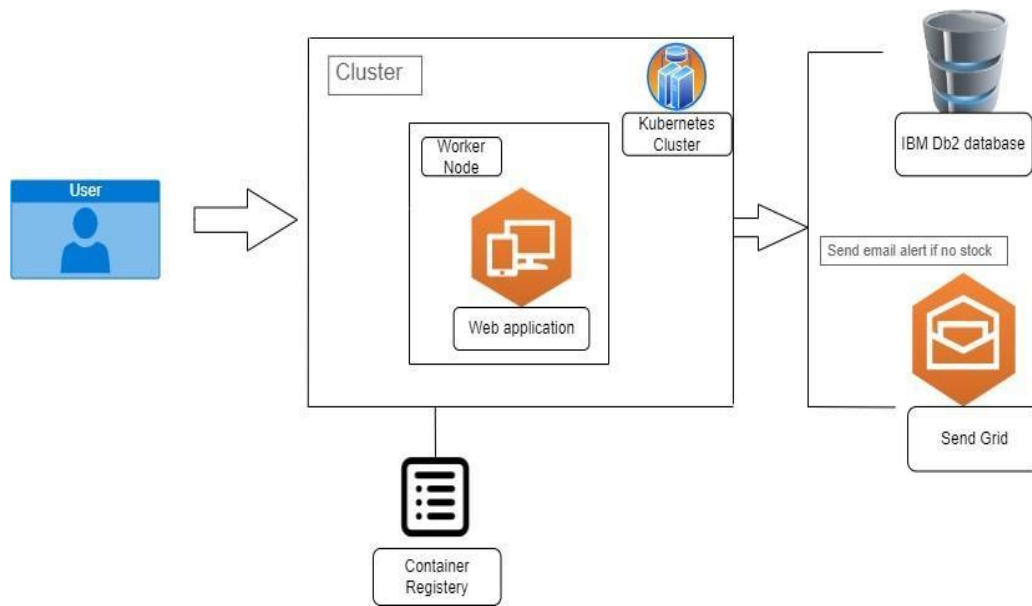 User
Cluster
Worker
Node
Web application
Kubernetes
Cluster
IBM Db2 database
Send email alert if no stock
Send Grid
Container
Registery